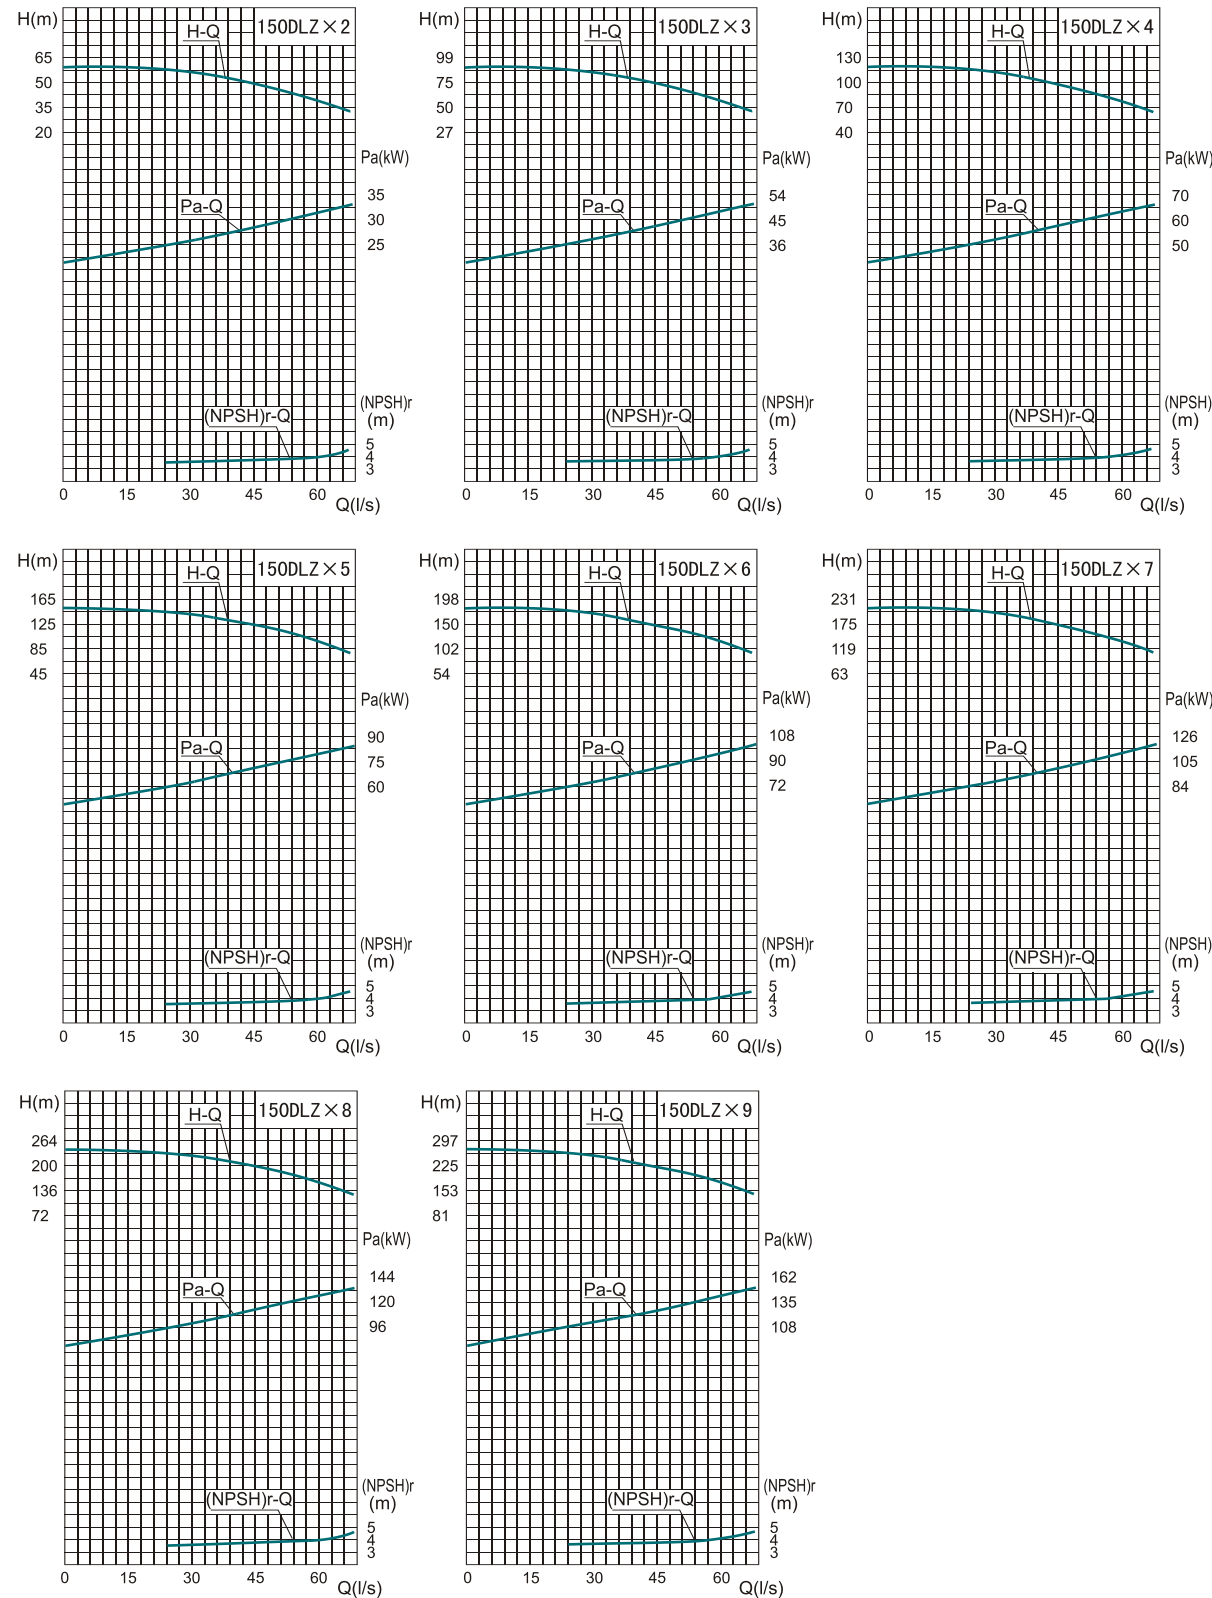 H(m)
H-Q
150DLZ×2
65
50
35
20
Pa(kW)
Pa-Q
35
30
25
(NPSH)r-Q
(NPSH)r
(m)
5
4
3
0 15 30 45 60
Q(l/s)
H(m)
H-Q
150DLZ×3
99
75
50
27
Pa(kW)
Pa-Q
54
45
36
(NPSH)r-Q
(NPSH)r
(m)
5
4
3
0 15 30 45 60
Q(l/s)
H(m)
H-Q
150DLZ×4
130
100
70
40
Pa(kW)
Pa-Q
70
60
50
(NPSH)r-Q
(NPSH)
(m)
5
4
3
0 15 30 45 60
Q(l/s)
H(m)
H-Q
150DLZ×5
165
125
85
45
Pa(kW)
Pa-Q
90
75
60
(NPSH)r-Q
(NPSH)r
(m)
5
4
3
0 15 30 45 60
Q(l/s)
H(m)
H-Q
150DLZ×6
198
150
102
54
Pa(kW)
Pa-Q
108
90
72
(NPSH)r-Q
(NPSH)r
(m)
5
4
3
0 15 30 45 60
Q(l/s)
H(m)
H-Q
150DLZ×7
231
175
119
63
Pa(kW)
Pa-Q
126
105
84
(NPSH)r-Q
(NPSH)
(m)
5
4
3
0 15 30 45 60
Q(l/s)
H(m)
H-Q
150DLZ×8
264
200
136
72
Pa(kW)
Pa-Q
144
120
96
(NPSH)r-Q
(NPSH)r
(m)
5
4
3
0 15 30 45 60
Q(l/s)
H(m)
H-Q
150DLZ×9
297
225
153
81
Pa(kW)
Pa-Q
162
135
108
(NPSH)r-Q
(NPSH)r
(m)
5
4
3
0 15 30 45 60
Q(l/s)